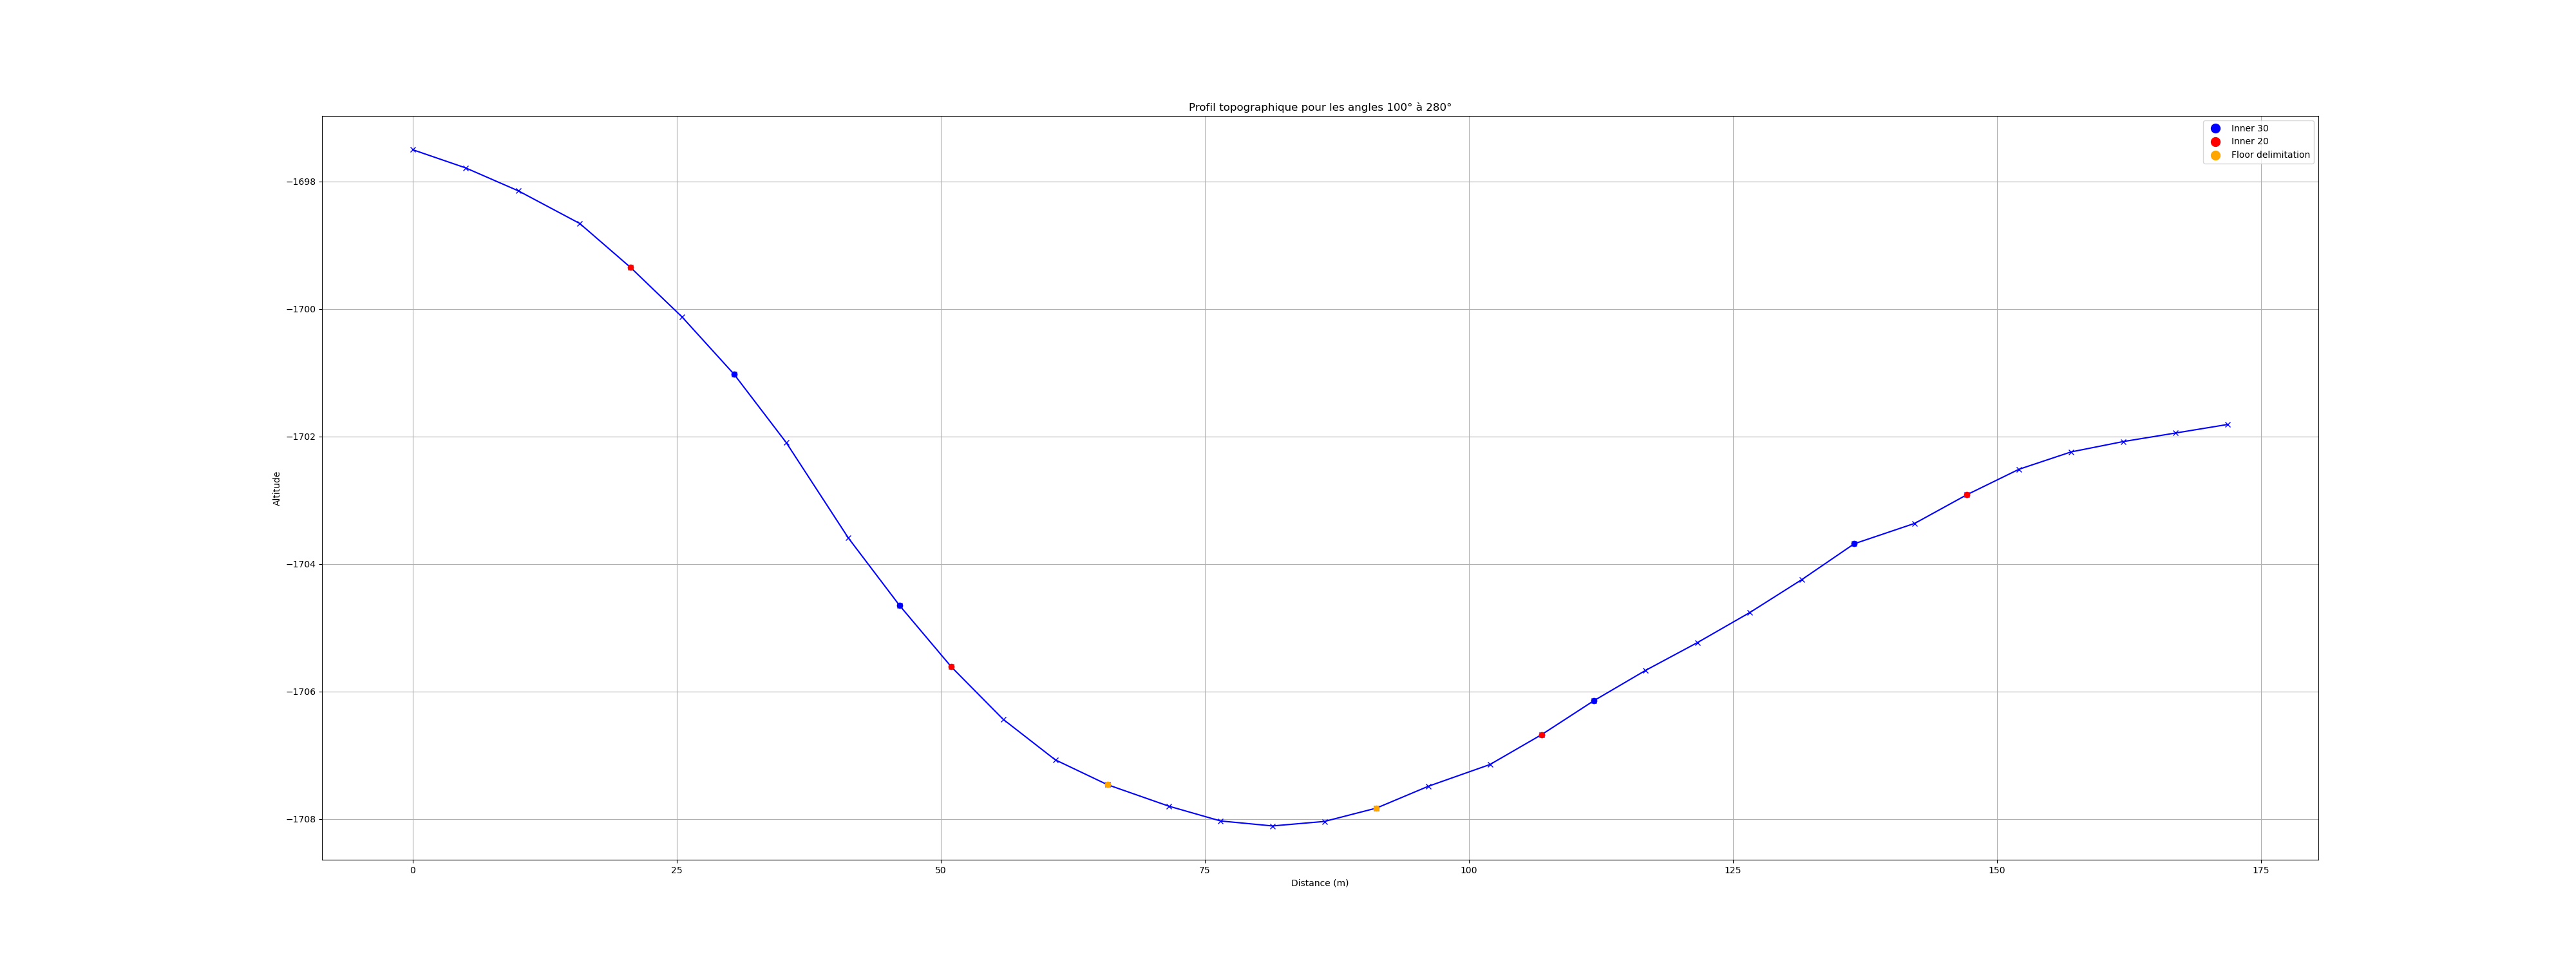 Profil topographique pour les angles 100° à 280°
Inner 30
Inner 20
Floor delimitation
−1698
−1700
−1702
−1704
−1706
−1708
Altitude
0 25 50 75 100 125 150 175
Distance (m)